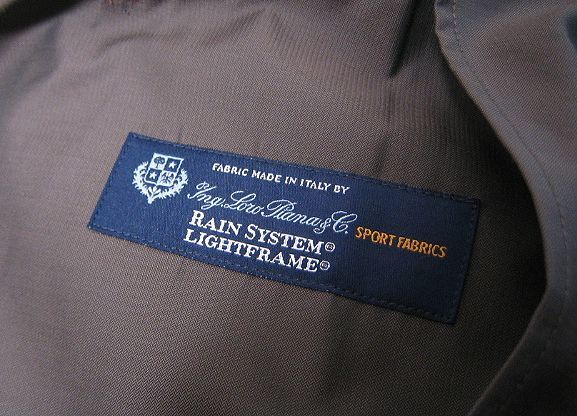 FABRIC MADE IN ITALY BY
Ing. Loro Piana & C.
SPORT FABRICS
RAIN SYSTEM®
LIGHTFRAME®